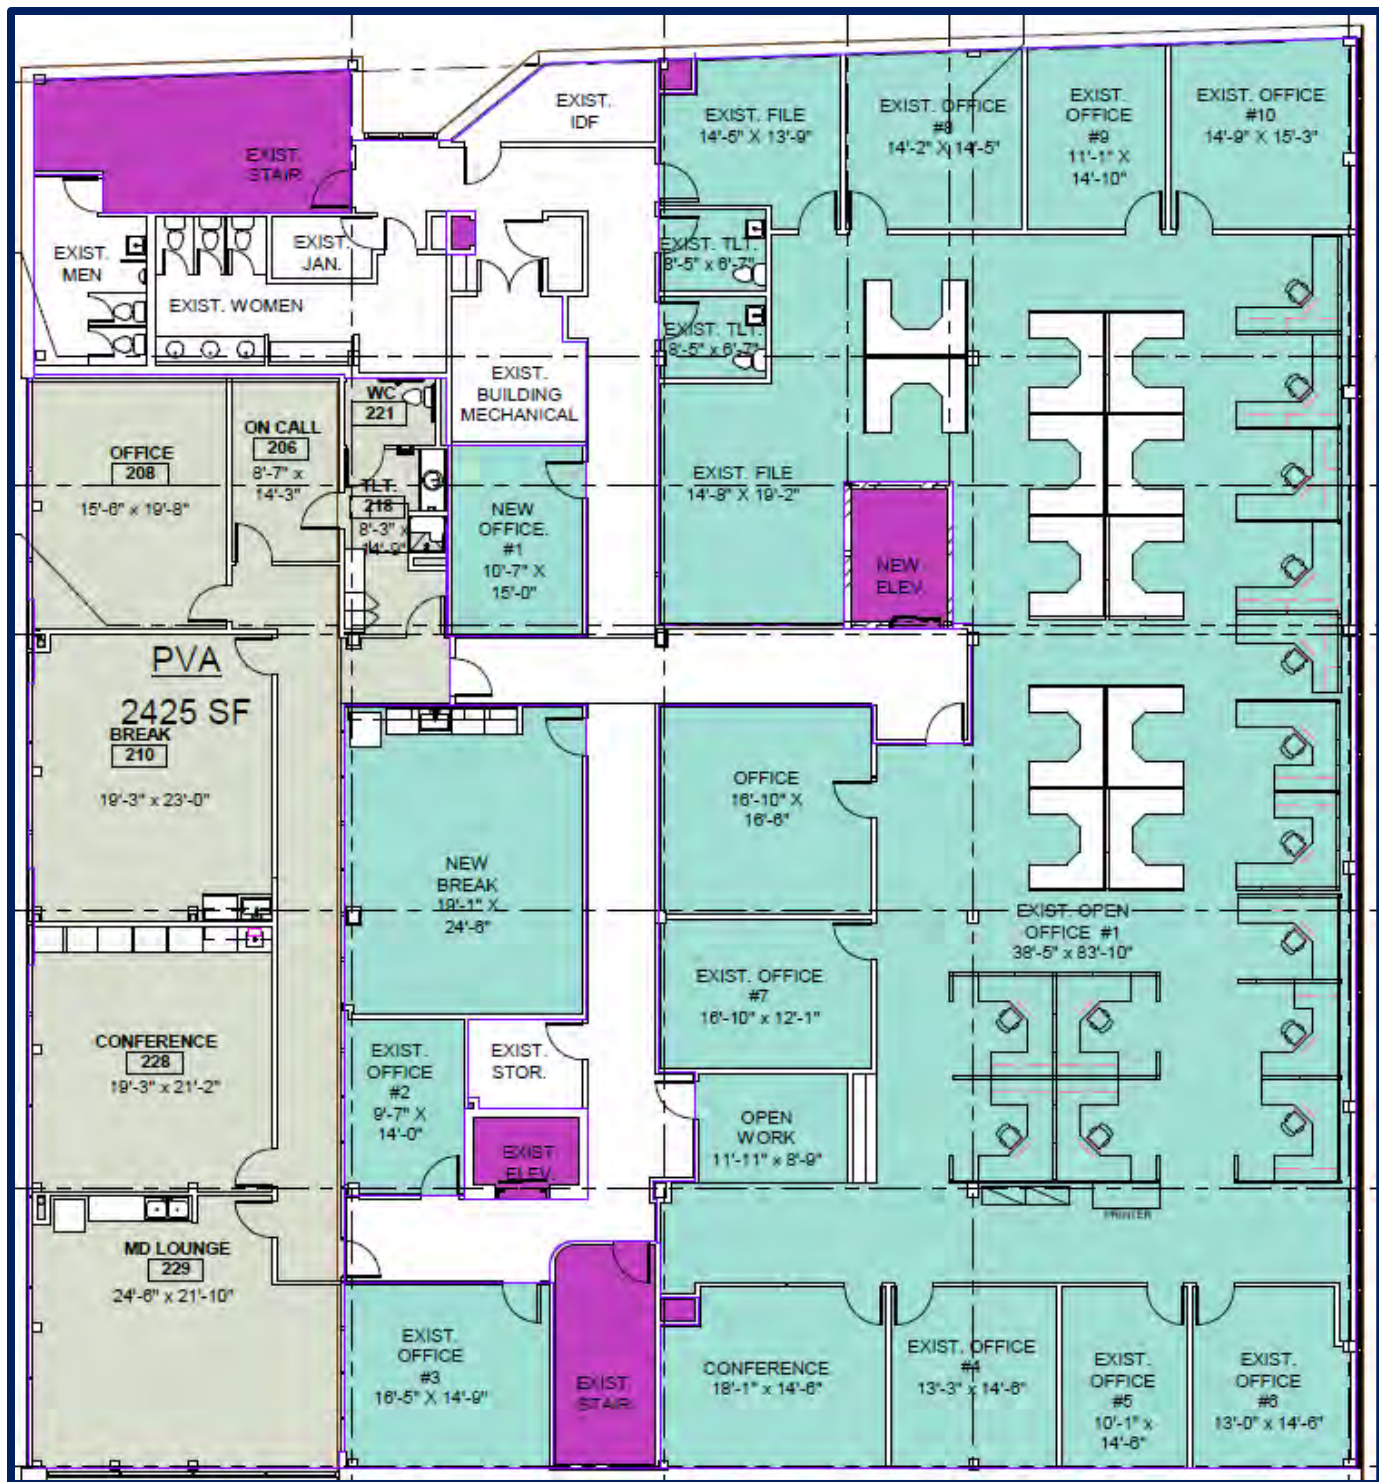 EXIST.
STAIR
EXIST.
IDF
EXIST. FILE
14'-5" X 13'-9"
EXIST. OFFICE
#8
14'-2" X 14'-5"
EXIST.
OFFICE
#9
11'-1" X
14'-10"
EXIST. OFFICE
#10
14'-9" X 15'-3"
EXIST.
MEN
EXIST.
JAN.
EXIST. WOMEN
EXIST. TLT.
8'-5" x 6'-7"
EXIST. TLT.
8'-5" x 6'-7"
EXIST.
BUILDING
MECHANICAL
WC
221
ON CALL
206
8'-7" x
14'-3"
OFFICE
208
15'-6" x 19'-8"
TLT.
218
8'-3" x
14'-9"
NEW
OFFICE.
#1
10'-7" X
15'-0"
EXIST. FILE
14'-8" X 19'-2"
NEW
ELEV.
PVA
2425 SF
BREAK
210
19'-3" x 23'-0"
OFFICE
16'-10" X
16'-6"
NEW
BREAK
19'-1" X
24'-6"
EXIST. OPEN
OFFICE #1
38'-5" x 83'-10"
EXIST. OFFICE
#7
16'-10" x 12'-1"
CONFERENCE
228
19'-3" x 21'-2"
EXIST.
OFFICE
#2
9'-7" X
14'-0"
EXIST.
STOR.
OPEN
WORK
11'-11" x 8'-9"
EXIST.
ELEV.
PRINTER
MD LOUNGE
229
24'-6" x 21'-10"
EXIST.
OFFICE
#3
16'-5" X 14'-9"
EXIST.
STAIR
CONFERENCE
18'-1" x 14'-6"
EXIST. OFFICE
#4
13'-3" x 14'-6"
EXIST.
OFFICE
#5
10'-1" x
14'-6"
EXIST.
OFFICE
#6
13'-0" x 14'-6"